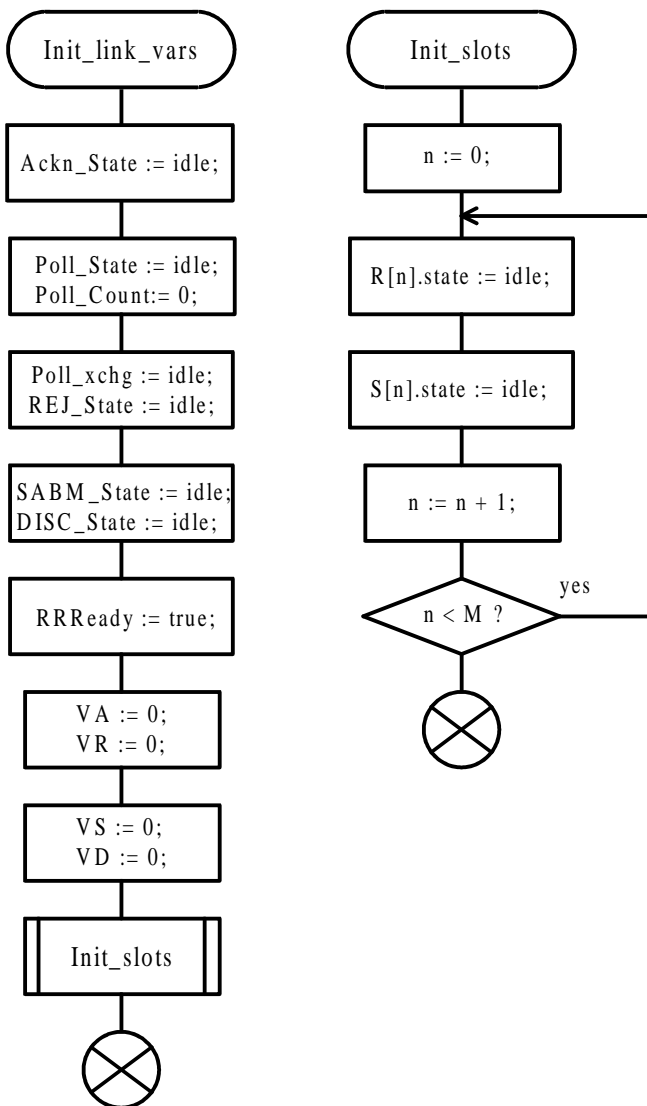 Init_link_vars
Ackn_State := idle;
Poll_State := idle;
Poll_Count:= 0;
Poll_xchg := idle;
REJ_State := idle;
SABM_State := idle;
DISC_State := idle;
RRReady := true;
VA := 0;
VR := 0;
VS := 0;
VD := 0;
Init_slots
Init_slots
n := 0;
R[n].state := idle;
S[n].state := idle;
n := n + 1;
n < M ?
yes